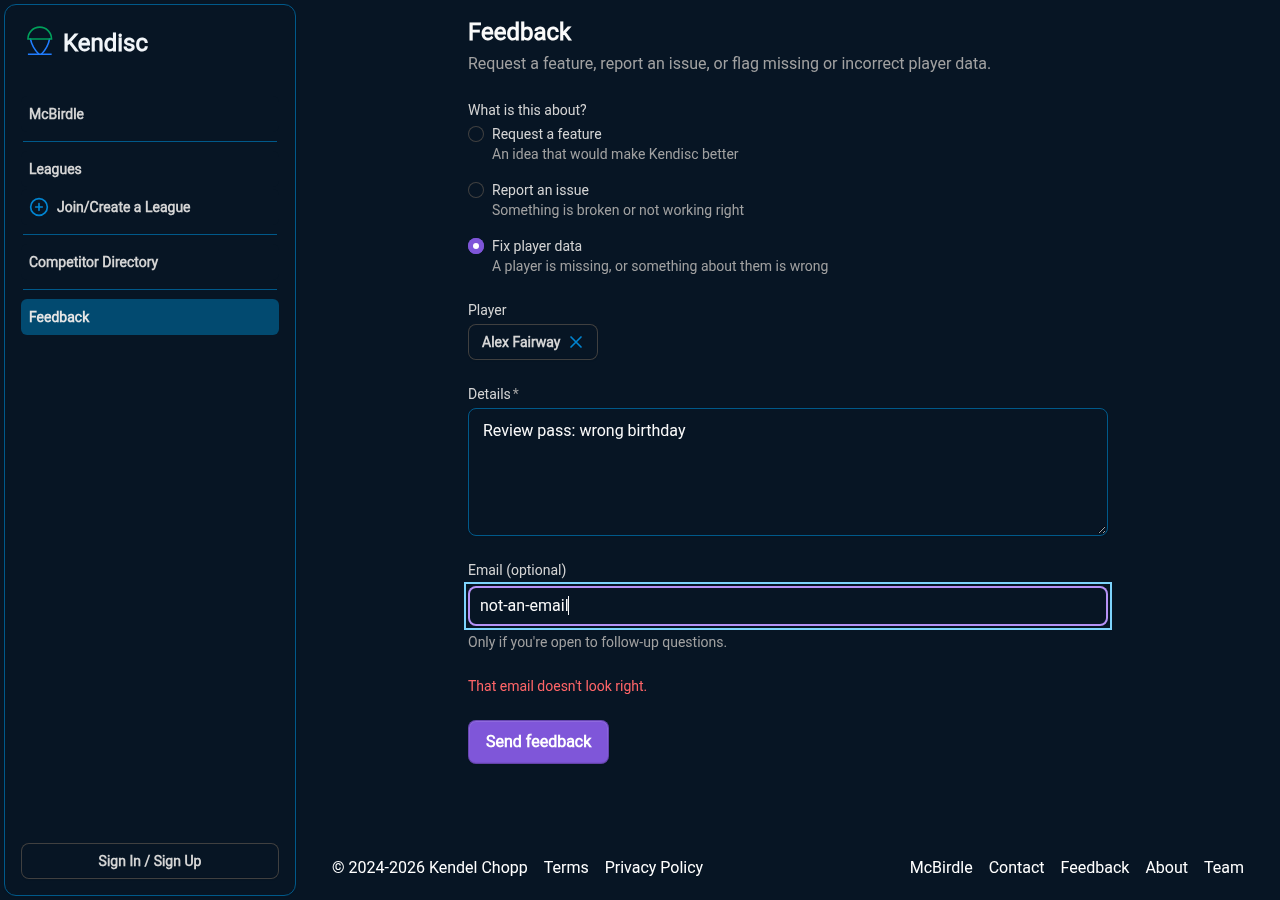 Kendisc
McBirdle
Leagues
Join/Create a League
Competitor Directory
Feedback
Sign In / Sign Up
Feedback
Request a feature, report an issue, or flag missing or incorrect player data.
What is this about?
Request a feature
An idea that would make Kendisc better
Report an issue
Something is broken or not working right
Fix player data
A player is missing, or something about them is wrong
Player
Alex Fairway
Details *
Review pass: wrong birthday
Email (optional)
not-an-email
Only if you're open to follow-up questions.
That email doesn't look right.
Send feedback
© 2024-2026 Kendel Chopp Terms Privacy Policy McBirdle Contact Feedback About Team